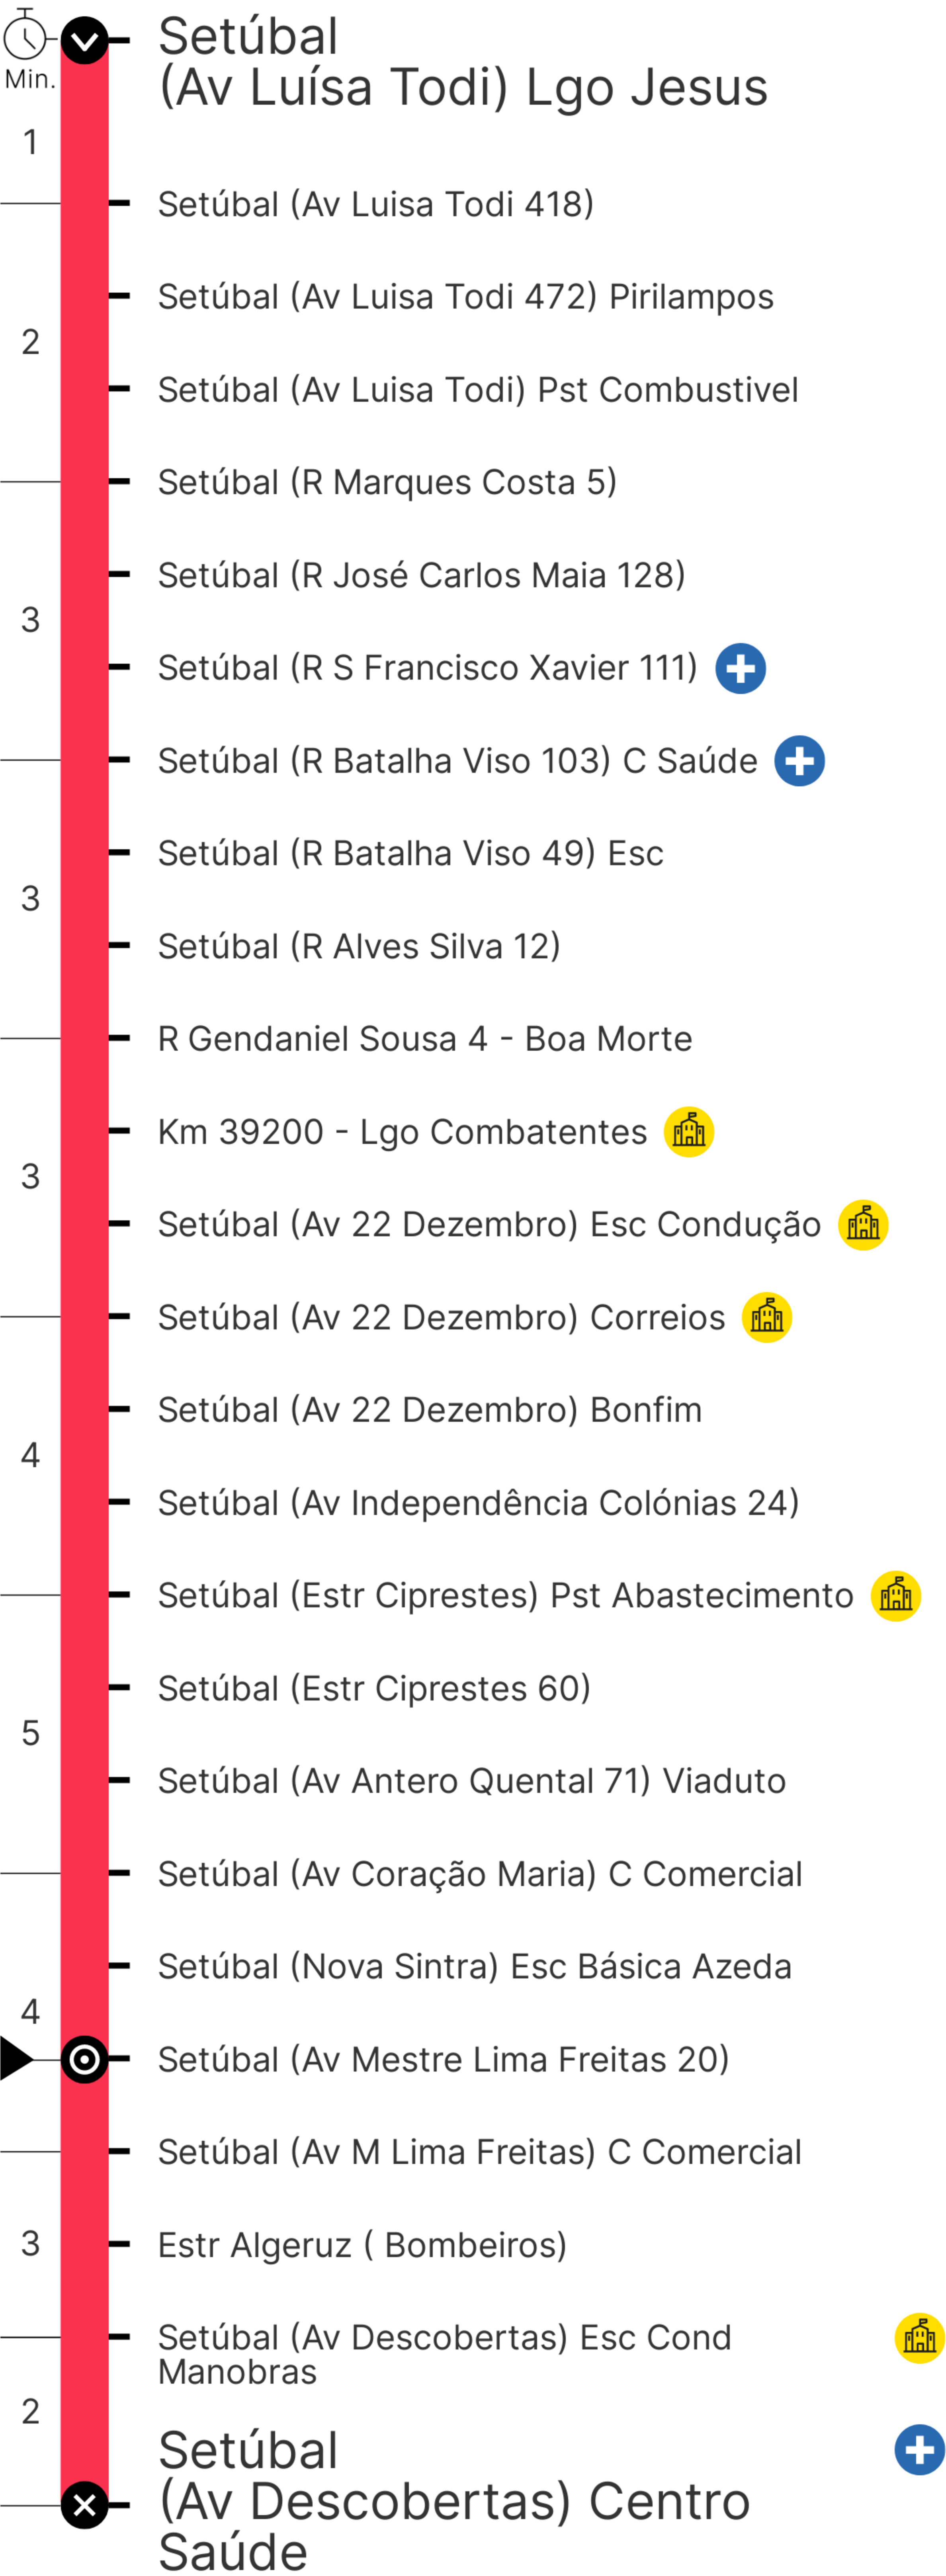 Min.
Setúbal
(Av Luísa Todi) Lgo Jesus
1
Setúbal (Av Luisa Todi 418)
Setúbal (Av Luisa Todi 472) Pirilampos
2
Setúbal (Av Luisa Todi) Pst Combustivel
Setúbal (R Marques Costa 5)
Setúbal (R José Carlos Maia 128)
3
Setúbal (R S Francisco Xavier 111)
Setúbal (R Batalha Viso 103) C Saúde
Setúbal (R Batalha Viso 49) Esc
3
Setúbal (R Alves Silva 12)
R Gendaniel Sousa 4 - Boa Morte
Km 39200 - Lgo Combatentes
3
Setúbal (Av 22 Dezembro) Esc Condução
Setúbal (Av 22 Dezembro) Correios
Setúbal (Av 22 Dezembro) Bonfim
4
Setúbal (Av Independência Colónias 24)
Setúbal (Estr Ciprestes) Pst Abastecimento
Setúbal (Estr Ciprestes 60)
5
Setúbal (Av Antero Quental 71) Viaduto
Setúbal (Av Coração Maria) C Comercial
Setúbal (Nova Sintra) Esc Básica Azeda
4
Setúbal (Av Mestre Lima Freitas 20)
Setúbal (Av M Lima Freitas) C Comercial
3
Estr Algeruz ( Bombeiros)
Setúbal (Av Descobertas) Esc Cond
Manobras
2
Setúbal
(Av Descobertas) Centro
Saúde